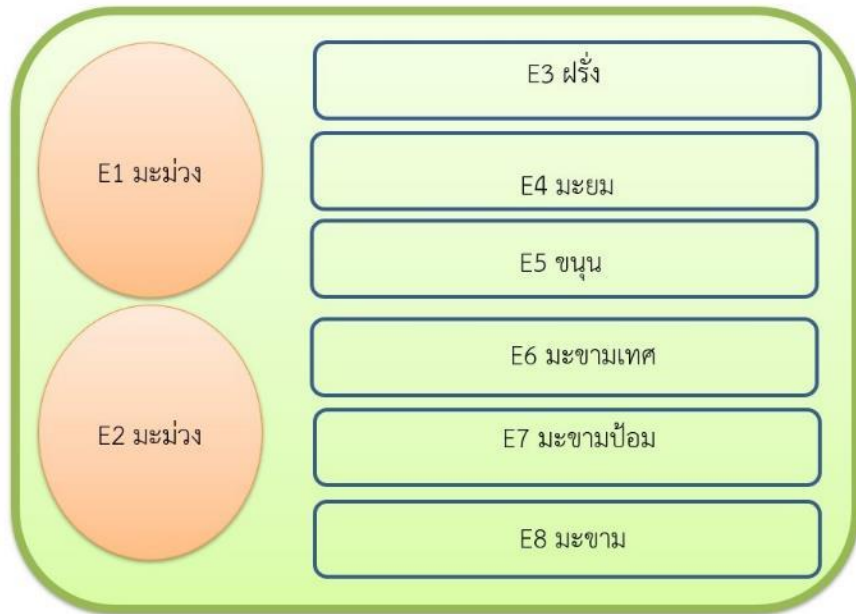 E1 มะม่วง
E2 มะม่วง
E3 ฝรั่ง
E4 มะยม
E5 ขนุน
E6 มะขามเทศ
E7 มะขามป้อม
E8 มะขาม